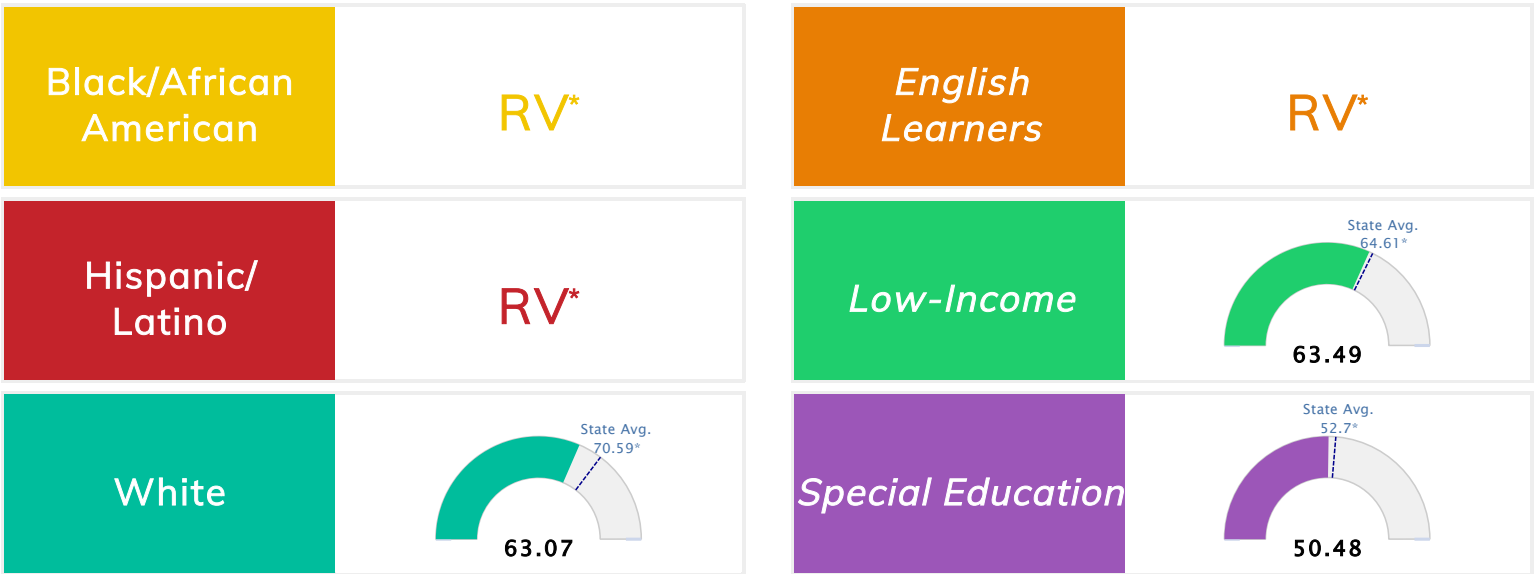 Black/African
American
RV*
English
Learners
RV*
Hispanic/
Latino
RV*
Low-Income
State Avg.
64.61*
63.49
White
State Avg.
70.59*
63.07
Special Education
State Avg.
52.7*
50.48